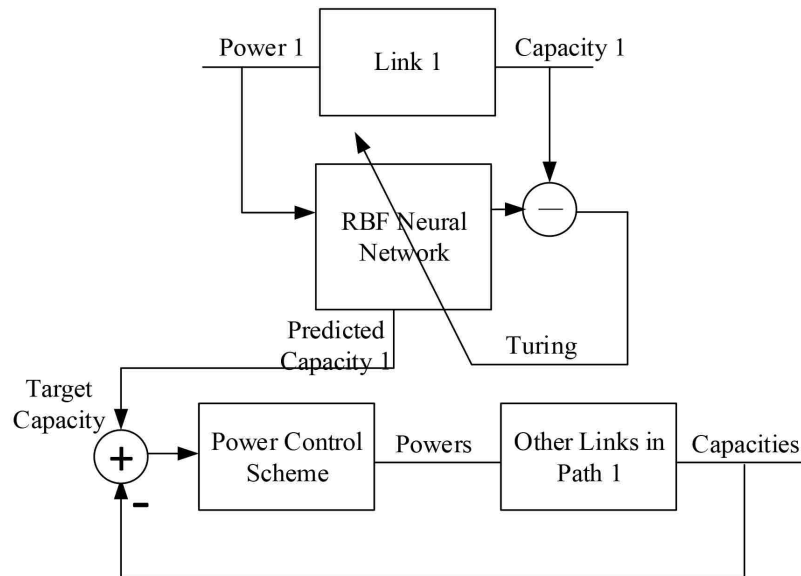 Power 1
Link 1
Capacity 1
RBF Neural
Network
—
Predicted
Capacity 1
Turing
Target
Capacity
+
-
Power Control
Scheme
Powers
Other Links in
Path 1
Capacities